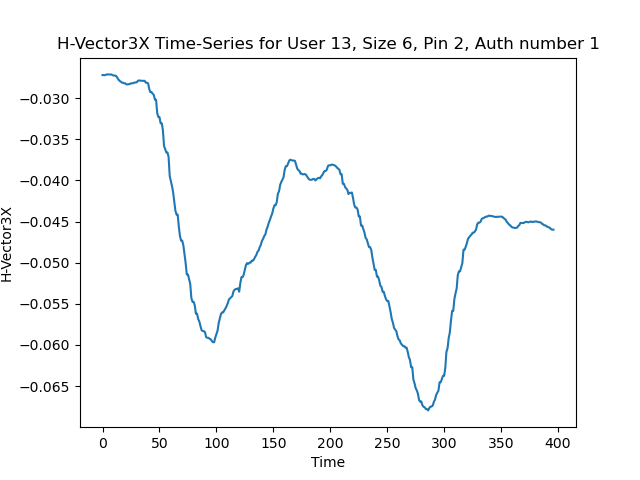 H-Vector3X Time-Series for User 13, Size 6, Pin 2, Auth number 1
−0.030
−0.035
−0.040
−0.045
−0.050
−0.055
−0.060
−0.065
H-Vector3X
0 50 100 150 200 250 300 350 400
Time